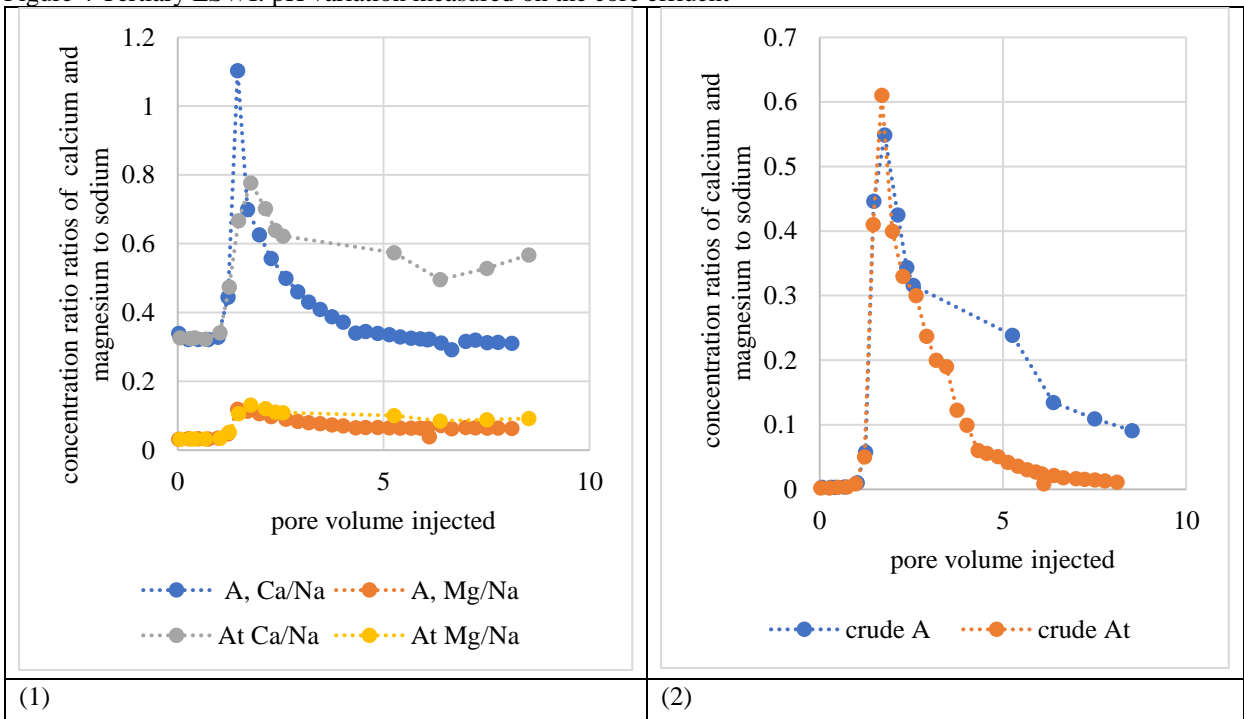 Figure 4 Tertiary LSWI: pH variation measured on the core effluent
concentration ratio ratios of calcium and
magnesium to sodium
1.2
1
0.8
0.6
0.4
0.2
0
0
5
10
pore volume injected
A, Ca/Na
A, Mg/Na
At Ca/Na
At Mg/Na
(1)
concentration ratios of calcium and
magnesium to sodium
0.7
0.6
0.5
0.4
0.3
0.2
0.1
0
0
5
10
pore volume injected
crude A
crude At
(2)